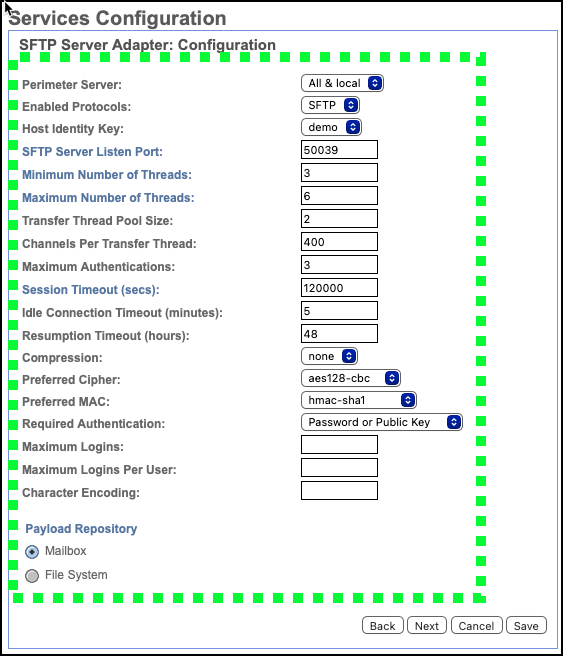 Services Configuration
SFTP Server Adapter: Configuration
Perimeter Server: All & local
Enabled Protocols: SFTP
Host Identity Key: demo
SFTP Server Listen Port: 50039
Minimum Number of Threads: 3
Maximum Number of Threads: 6
Transfer Thread Pool Size: 2
Channels Per Transfer Thread: 400
Maximum Authentications: 3
Session Timeout (secs): 120000
Idle Connection Timeout (minutes): 5
Resumption Timeout (hours): 48
Compression: none
Preferred Cipher: aes128-cbc
Preferred MAC: hmac-sha1
Required Authentication: Password or Public Key
Maximum Logins:
Maximum Logins Per User:
Character Encoding:
Payload Repository
Mailbox
File System
Back Next Cancel Save